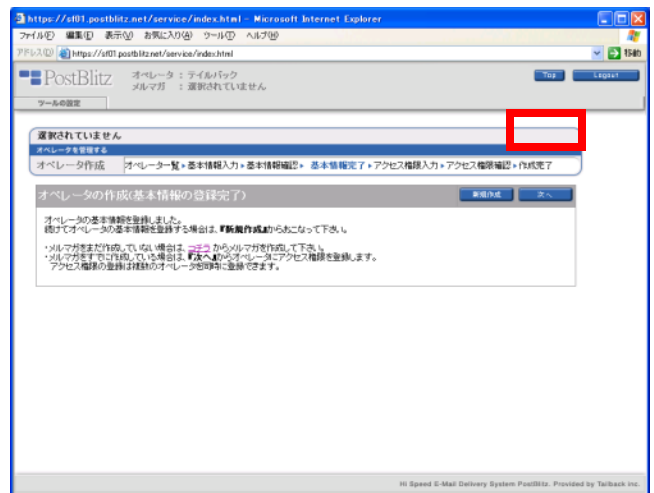 https://sf01.postblitz.net/service/index.html - Microsoft Internet Explorer
ファイル(F) 編集(E) 表示(V) お気に入り(A) ツール(T) ヘルプ(H)
アドレス(D) https://sf01.postblitz.net/service/index.html 移動
PostBlitz オペレータ : テイルバック Top Logout
メルマガ : 選択されていません
ツールの設定
選択されていません
オペレータを管理する
オペレータ作成 オペレータ一覧▶基本情報入力▶基本情報確認▶ 基本情報完了▶アクセス権限入力▶アクセス権限確認▶作成完了
オペレータの作成(基本情報の登録完了) 新規作成 次へ
オペレータの基本情報を登録しました。
続けてオペレータの基本情報を登録する場合は、『新規作成』からおこなって下さい。
・メルマガをまだ作成していない場合は、コチラ からメルマガを作成して下さい。
・メルマガをすでに作成している場合は、『次へ』からオペレータにアクセス権限を登録します。
アクセス権限の登録は複数のオペレータを同時に登録できます。
Hi Speed E-Mail Delivery System PostBlitz. Provided by Tailback inc.